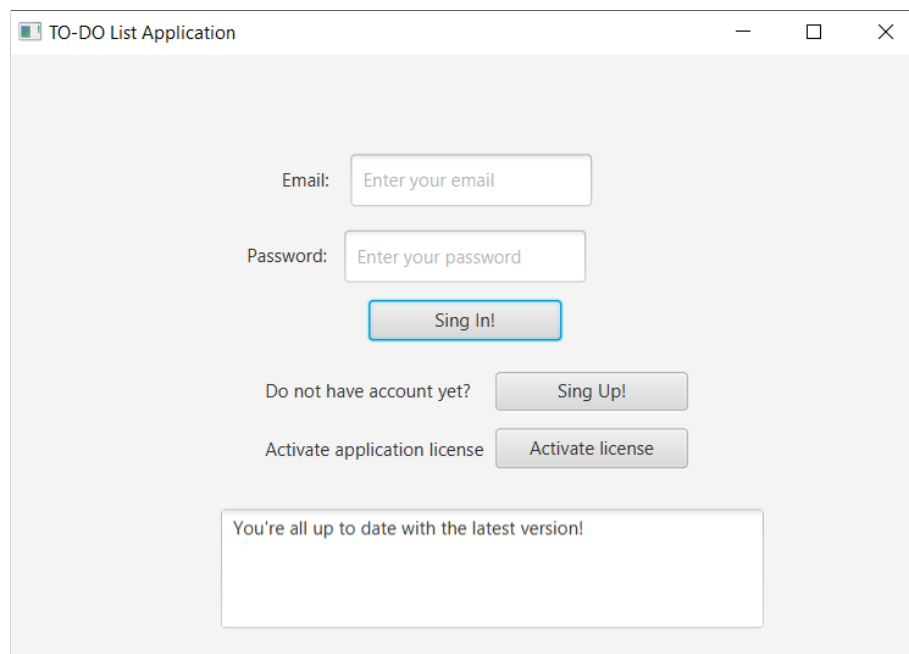 TO-DO List Application
Email: Enter your email
Password: Enter your password
Sing In!
Do not have account yet? Sing Up!
Activate application license Activate license
You're all up to date with the latest version!